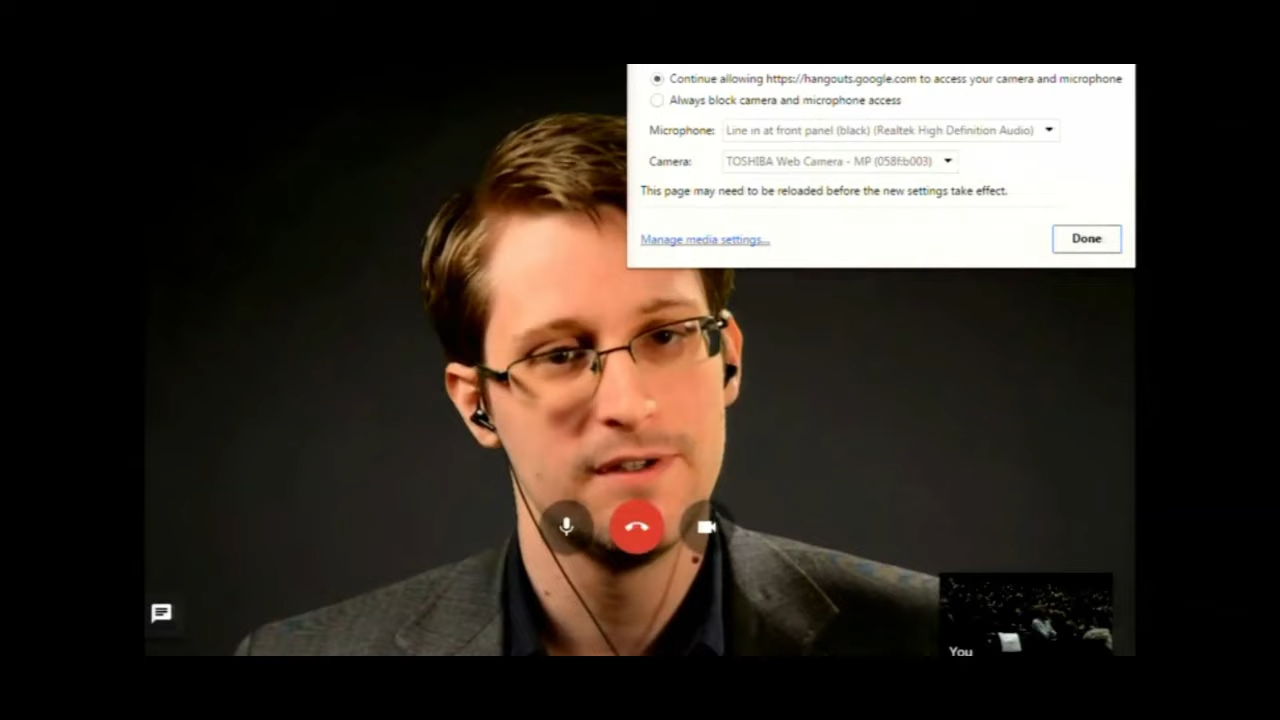 Continue allowing https://hangouts.google.com to access your camera and microphone
Always block camera and microphone access
Microphone: Line in at front panel (black) (Realtek High Definition Audio)
Camera: TOSHIBA Web Camera - MP (058f:b003)
This page may need to be reloaded before the new settings take effect.
Manage media settings... Done
You